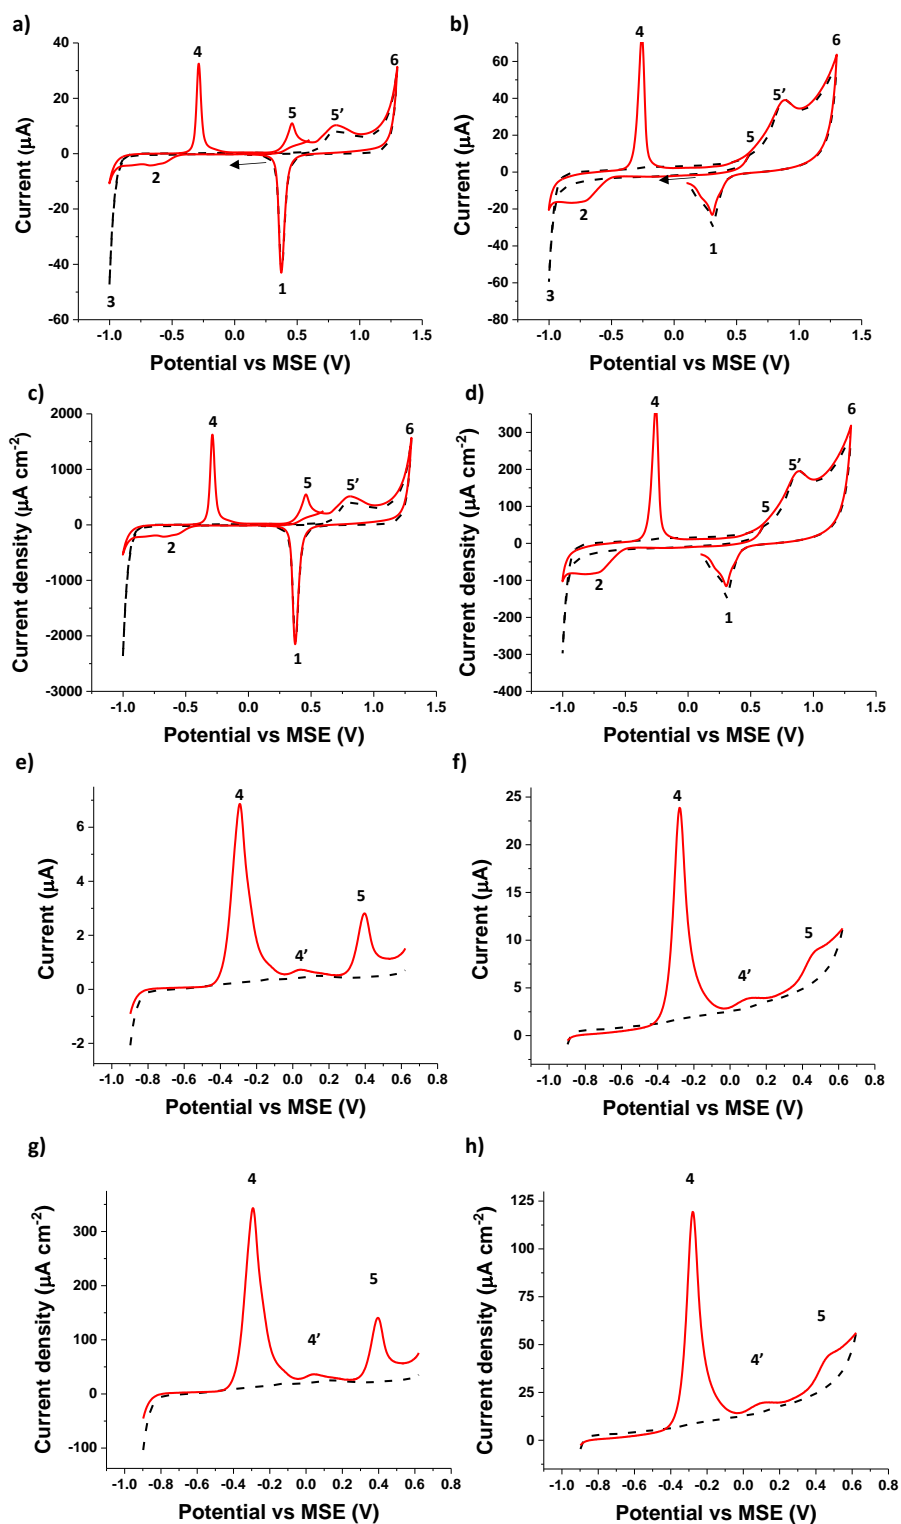 a)
4
5
5'
6
2
1
3
40
20
0
-20
-40
-60
-1.0 -0.5 0.0 0.5 1.0 1.5
Current (μA)
Potential vs MSE (V)
b)
4
5'
6
5
2
1
3
60
40
20
0
-20
-40
-60
-80
-1.0 -0.5 0.0 0.5 1.0 1.5
Current (μA)
Potential vs MSE (V)
c)
4
5
5'
6
2
1
2000
1000
0
-1000
-2000
-3000
-1.0 -0.5 0.0 0.5 1.0 1.5
Current density (μA cm-2)
Potential vs MSE (V)
d)
4
6
5'
5
2
1
300
200
100
0
-100
-200
-300
-400
-1.0 -0.5 0.0 0.5 1.0 1.5
Current density (μA cm-2)
Potential vs MSE (V)
e)
4
5
4'
6
4
2
0
-2
-1.0 -0.8 -0.6 -0.4 -0.2 0.0 0.2 0.4 0.6 0.8
Current (μA)
Potential vs MSE (V)
f)
4
5
4'
25
20
15
10
5
0
-1.0 -0.8 -0.6 -0.4 -0.2 0.0 0.2 0.4 0.6 0.8
Current (μA)
Potential vs MSE (V)
g)
4
5
4'
300
200
100
0
-100
-1.0 -0.8 -0.6 -0.4 -0.2 0.0 0.2 0.4 0.6 0.8
Current density (μA cm-2)
Potential vs MSE (V)
h)
4
5
4'
125
100
75
50
25
0
-1.0 -0.8 -0.6 -0.4 -0.2 0.0 0.2 0.4 0.6 0.8
Current density (μA cm-2)
Potential vs MSE (V)